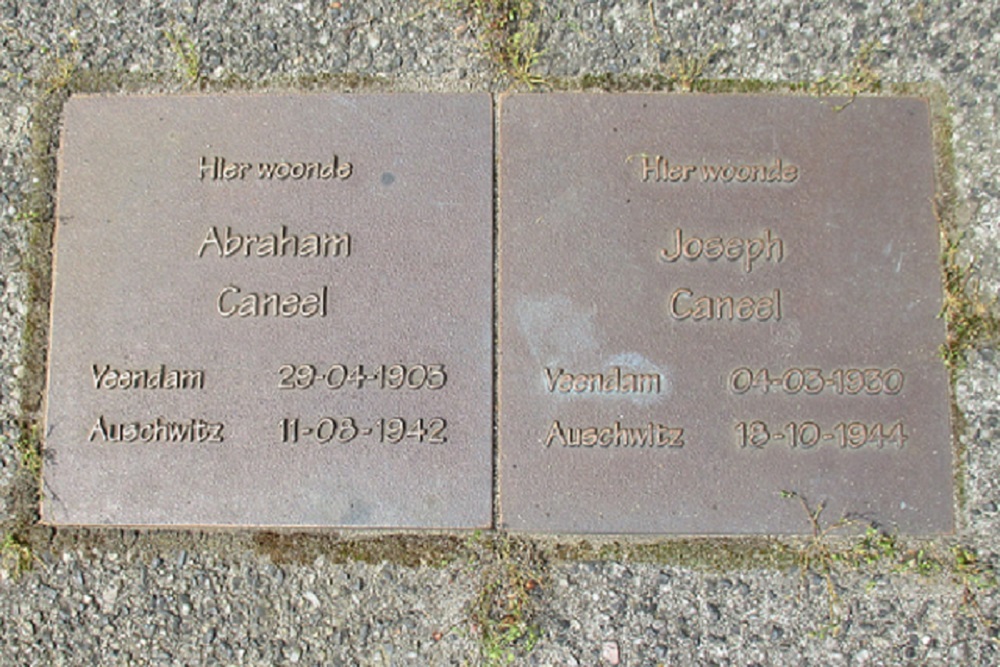 Hier woonde
Abraham
Caneel
Veendam 29-04-1903
Auschwitz 11-08-1942
Hier woonde
Joseph
Caneel
Veendam 04-03-1930
Auschwitz 18-10-1944